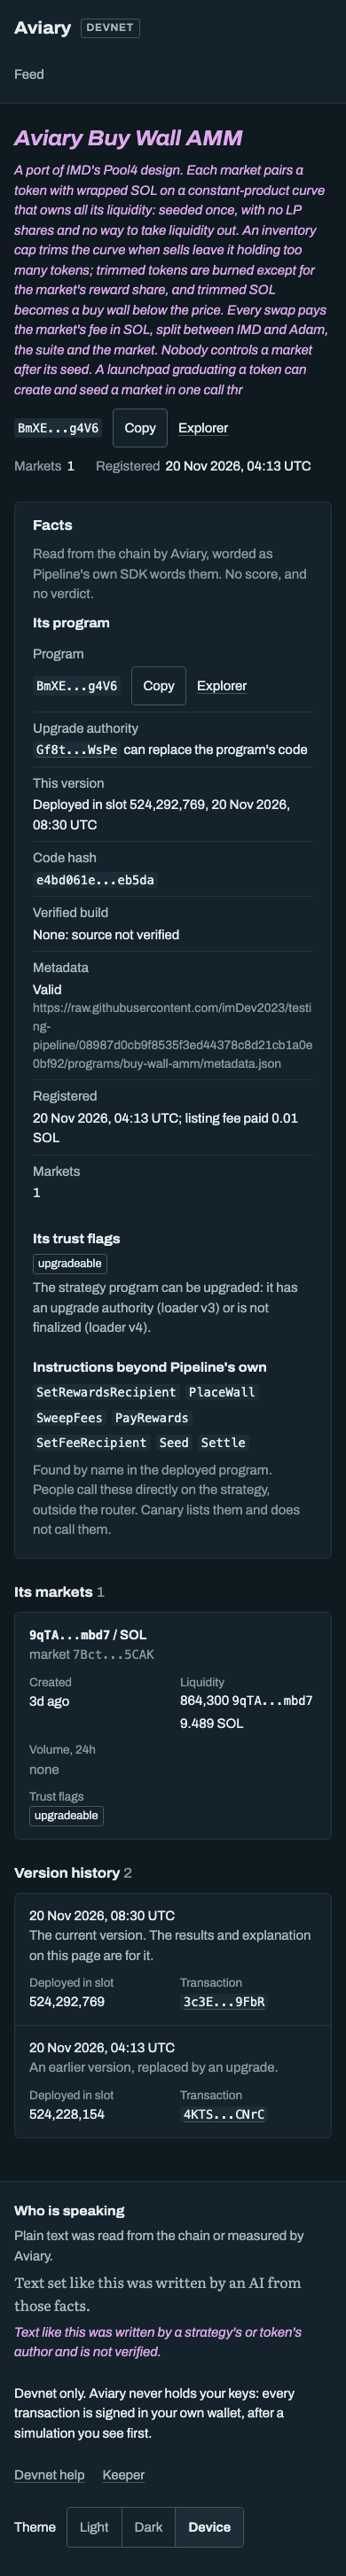 Aviary DEVNET
Feed
Aviary Buy Wall AMM
A port of IMD's Pool4 design. Each market pairs a
token with wrapped SOL on a constant-product curve
that owns all its liquidity: seeded once, with no LP
shares and no way to take liquidity out. An inventory
cap trims the curve when sells leave it holding too
many tokens; trimmed tokens are burned except for
the market's reward share, and trimmed SOL
becomes a buy wall below the price. Every swap pays
the market's fee in SOL, split between IMD and Adam,
the suite and the market. Nobody controls a market
after its seed. A launchpad graduating a token can
create and seed a market in one call thr
BmXE...g4V6 Copy Explorer
Markets 1 Registered 20 Nov 2026, 04:13 UTC
Facts
Read from the chain by Aviary, worded as
Pipeline's own SDK words them. No score, and
no verdict.
Its program
Program
BmXE...g4V6 Copy Explorer
Upgrade authority
Gf8t...WsPe can replace the program's code
This version
Deployed in slot 524,292,769, 20 Nov 2026,
08:30 UTC
Code hash
e4bd061e...eb5da
Verified build
None: source not verified
Metadata
Valid
https://raw.githubusercontent.com/imDev2023/testi
ng-
pipeline/08987d0cb9f8535f3ed44378c8d21cb1a0e
0bf92/programs/buy-wall-amm/metadata.json
Registered
20 Nov 2026, 04:13 UTC; listing fee paid 0.01
SOL
Markets
1
Its trust flags
upgradeable
The strategy program can be upgraded: it has
an upgrade authority (loader v3) or is not
finalized (loader v4).
Instructions beyond Pipeline's own
SetRewardsRecipient PlaceWall
SweepFees PayRewards
SetFeeRecipient Seed Settle
Found by name in the deployed program.
People call these directly on the strategy,
outside the router. Canary lists them and does
not call them.
Its markets 1
9qTA...mbd7 / SOL
market 7Bct...5CAK
Created Liquidity
3d ago 864,300 9qTA...mbd7
9.489 SOL
Volume, 24h
none
Trust flags
upgradeable
Version history 2
20 Nov 2026, 08:30 UTC
The current version. The results and explanation
on this page are for it.
Deployed in slot Transaction
524,292,769 3c3E...9FbR
20 Nov 2026, 04:13 UTC
An earlier version, replaced by an upgrade.
Deployed in slot Transaction
524,228,154 4KTS...CNrC
Who is speaking
Plain text was read from the chain or measured by
Aviary.
Text set like this was written by an AI from
those facts.
Text like this was written by a strategy's or token's
author and is not verified.
Devnet only. Aviary never holds your keys: every
transaction is signed in your own wallet, after a
simulation you see first.
Devnet help Keeper
Theme Light Dark Device